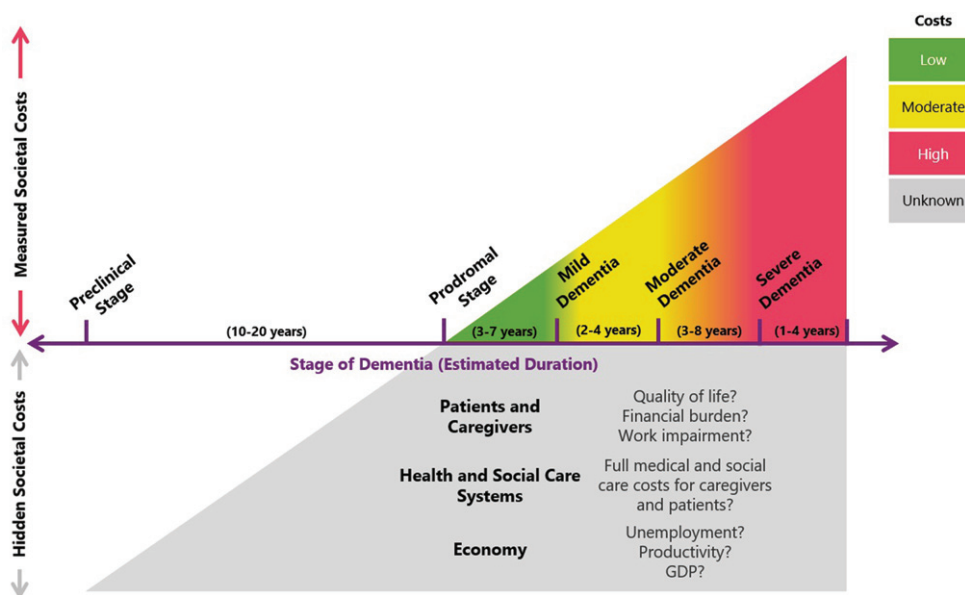 Costs
Low
Moderate
High
Unknown
Measured Societal Costs
Hidden Societal Costs
Preclinical
Stage
Prodromal
Stage
Mild
Dementia
Moderate
Dementia
Severe
Dementia
(10-20 years)
(3-7 years)
(2-4 years)
(3-8 years)
(1-4 years)
Stage of Dementia (Estimated Duration)
Patients and
Caregivers
Quality of life?
Financial burden?
Work impairment?
Health and Social Care
Systems
Full medical and social
care costs for caregivers
and patients?
Economy
Unemployment?
Productivity?
GDP?